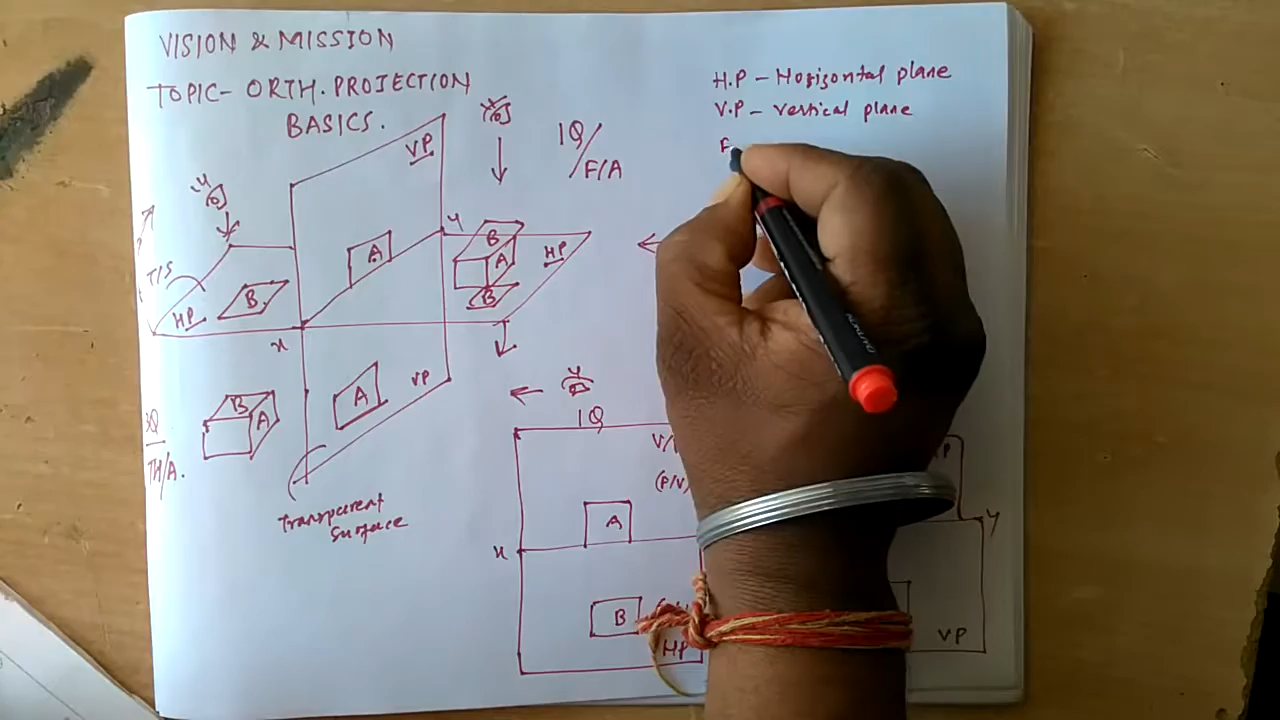 VISION & MISSION
TOPIC- ORTH. PROJECTION
BASICS.
H.P - Horizontal plane
V.P - vertical plane
F
VP
1Q/
F/A
y
B
A
A
HP
B
T/S
B
HP
x
VP
A
B
A
3Q
TH/A.
Transparent
Surface
1Q
A
x
y
B
HP
VP